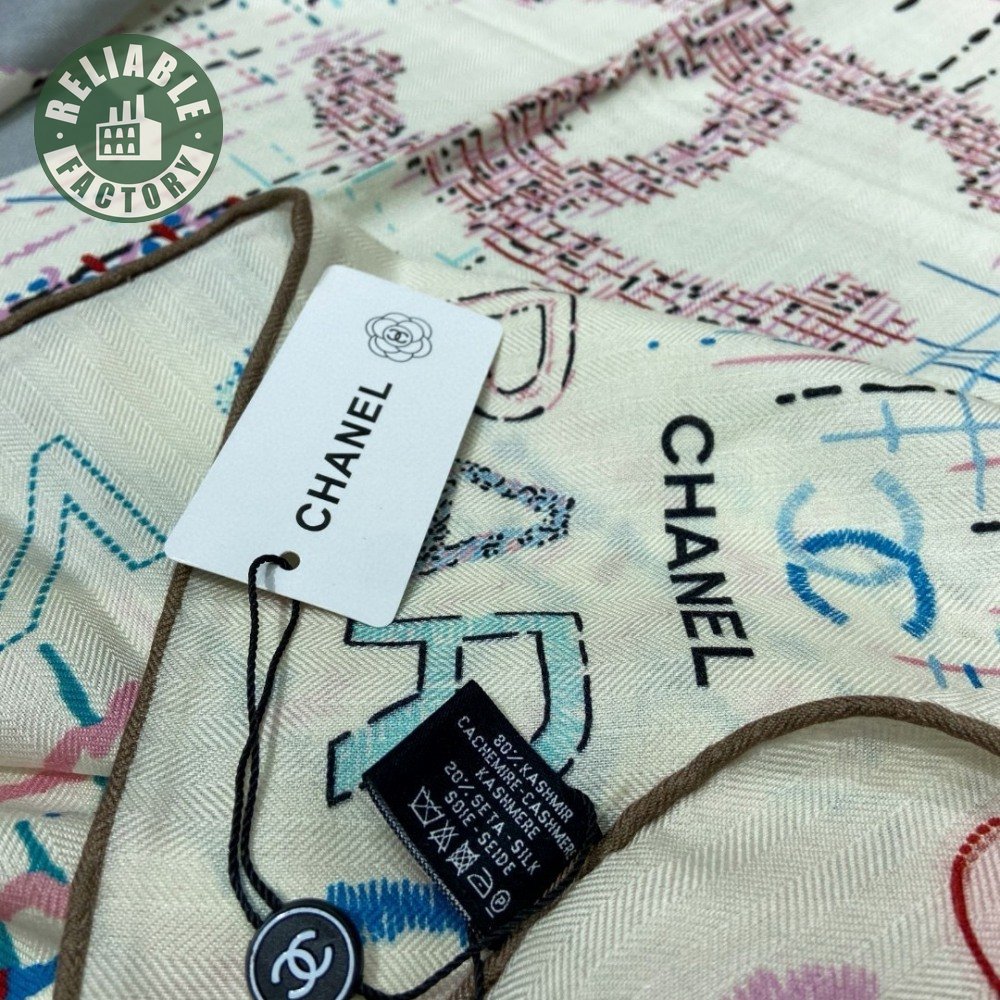 RELIABLE
FACTORY
CHANEL
CHANEL
80% KASHMIR
CACHEMIRE-CASHMERE
KASHMERE
20% SETA, SILK
SOIE-SEIDE
P